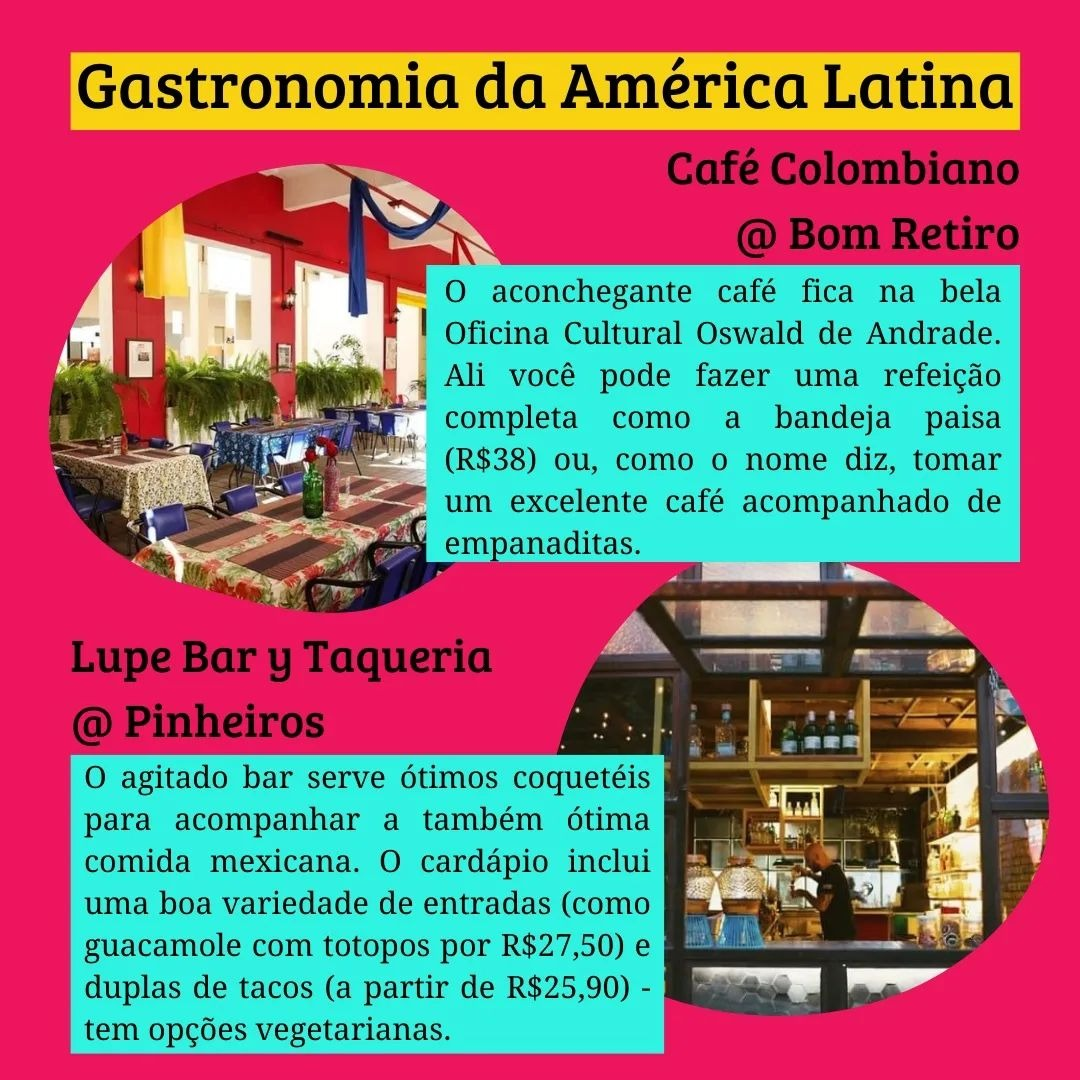 Gastronomia da América Latina
Café Colombiano
@ Bom Retiro
O aconchegante café fica na bela
Oficina Cultural Oswald de Andrade.
Ali você pode fazer uma refeição
completa como a bandeja paisa
(R$38) ou, como o nome diz, tomar
um excelente café acompanhado de
empanaditas.
Lupe Bar y Taqueria
@ Pinheiros
O agitado bar serve ótimos coquetéis
para acompanhar a também ótima
comida mexicana. O cardápio inclui
uma boa variedade de entradas (como
guacamole com totopos por R$27,50) e
duplas de tacos (a partir de R$25,90) -
tem opções vegetarianas.